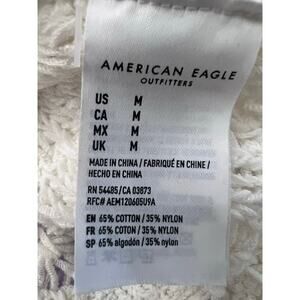 AMERICAN EAGLE
OUTFITTERS
US M
CA M
MX M
UK M
MADE IN CHINA / FABRIQUÉ EN CHINE /
HECHO EN CHINA
RN 54485/CA 03873
RFC# AEM120605U9A
EN 65% COTTON / 35% NYLON
FR 65% COTON / 35% NYLON
SP 65% algodón / 35% nylon